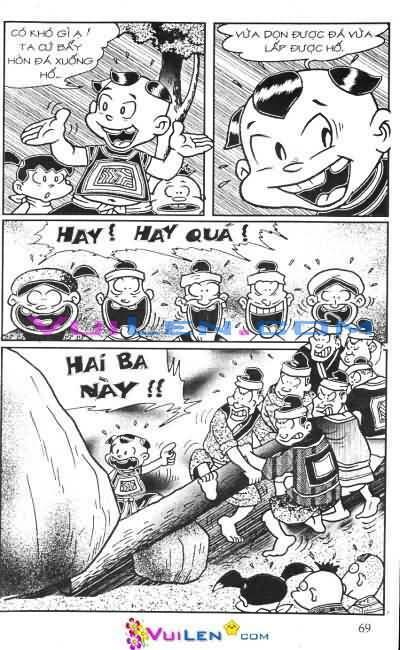 CÓ KHÓ GÌ Ạ !
TA CỨ BẨY
HÒN ĐÁ XUỐNG
HỐ...
VỪA DỌN ĐƯỢC ĐÁ VỪA
LẤP ĐƯỢC HỐ.
HAY ! HAY QUÁ !
VUILEN.COM
HAI BA
NÀY !!
69
VUILEN.COM